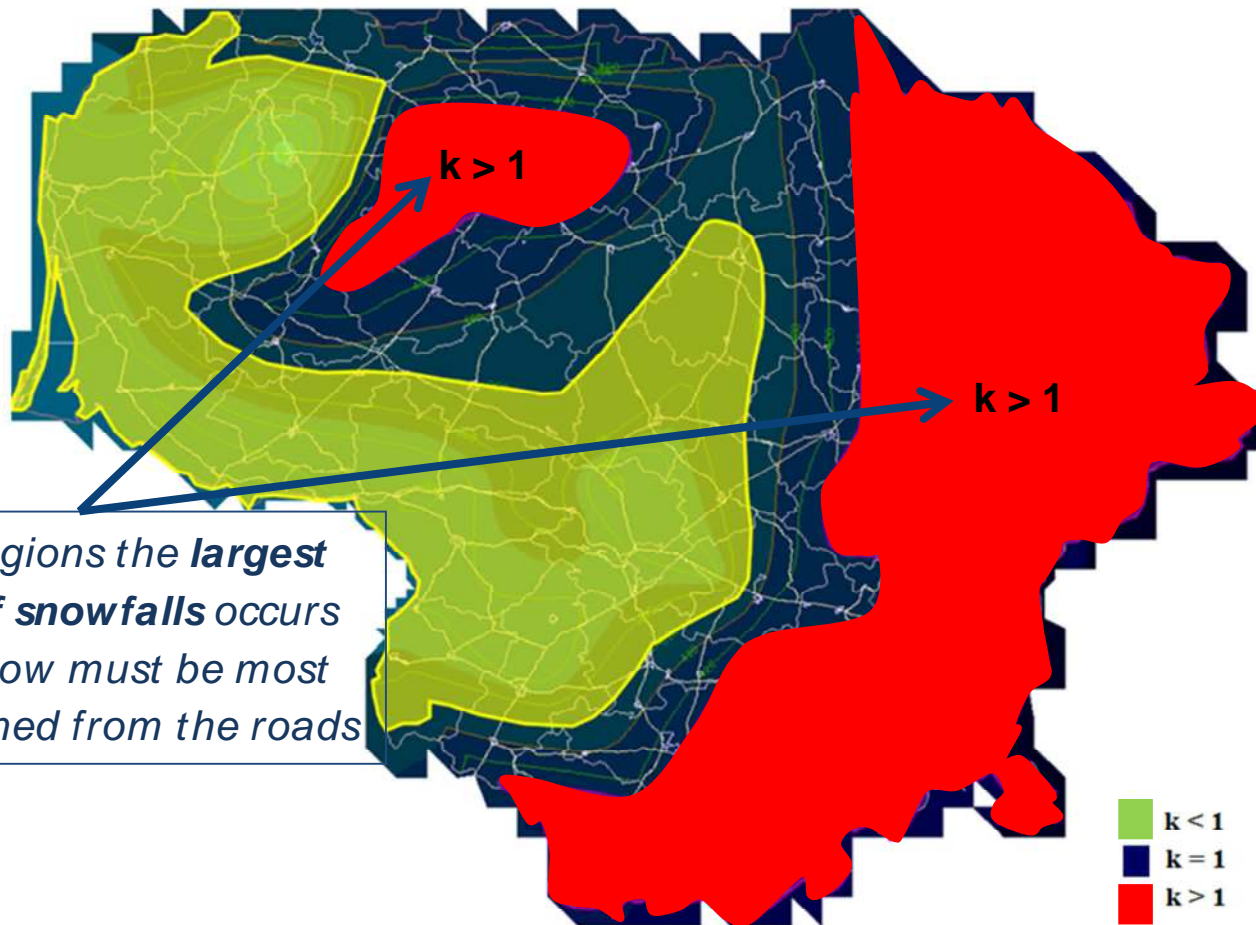 k > 1
k > 1
gions the largest
f snowfalls occurs
ow must be most
ned from the roads
k < 1
k = 1
k > 1